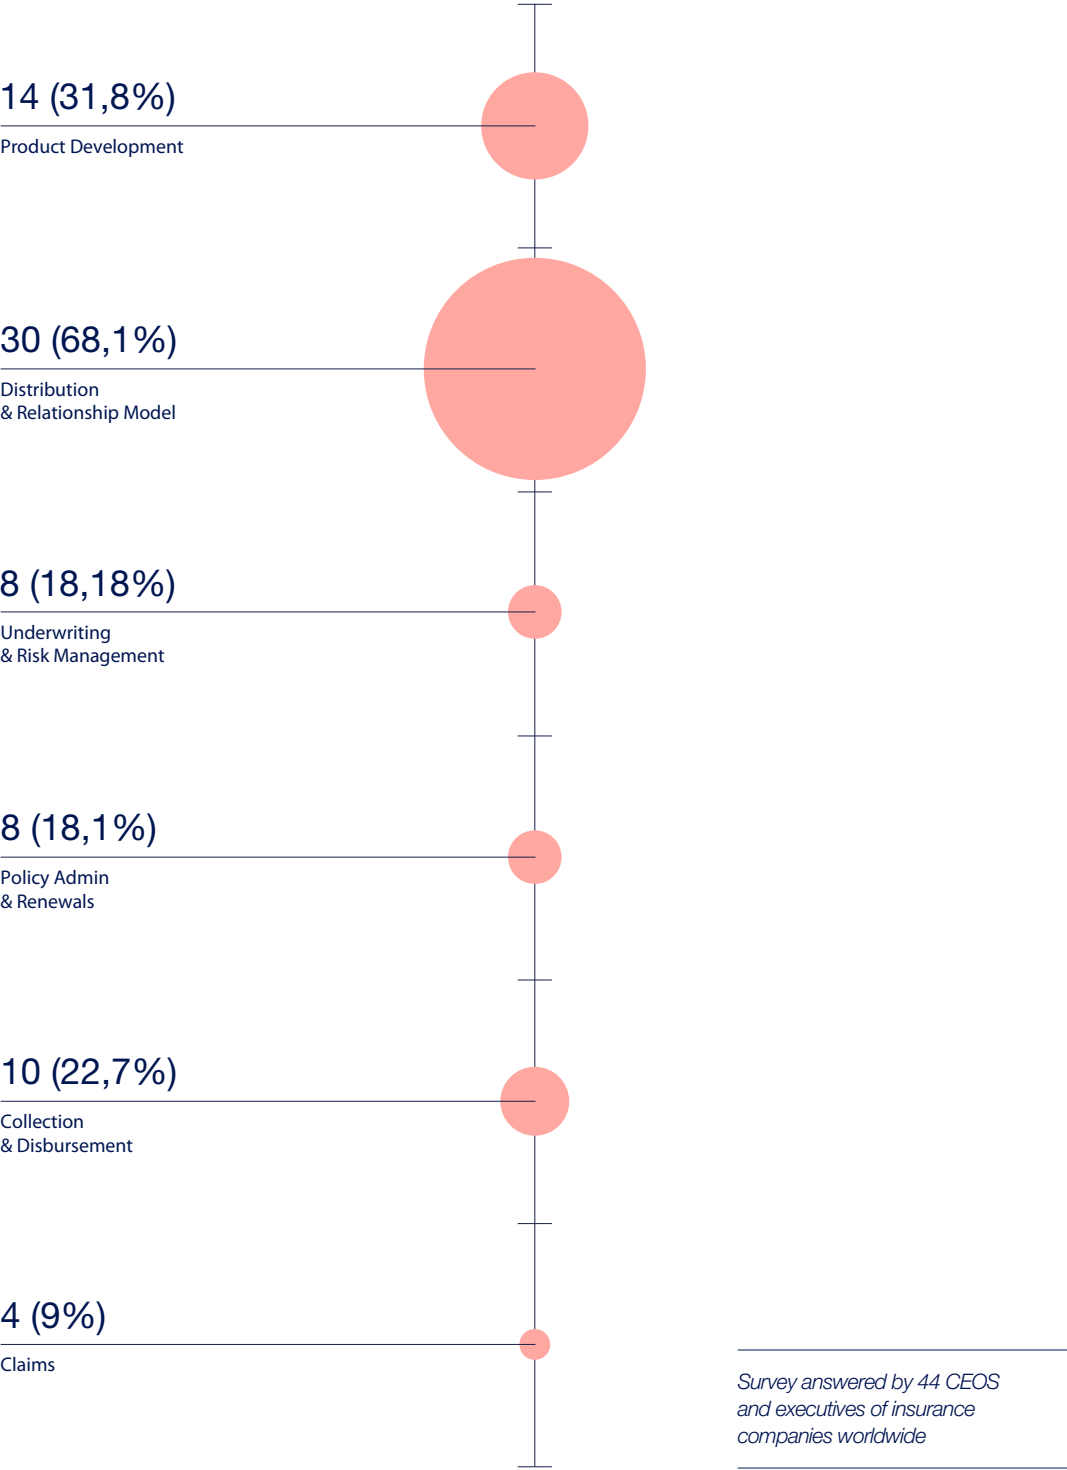 14 (31,8%)
Product Development
30 (68,1%)
Distribution
& Relationship Model
8 (18,18%)
Underwriting
& Risk Management
8 (18,1%)
Policy Admin
& Renewals
10 (22,7%)
Collection
& Disbursement
4 (9%)
Claims
Survey answered by 44 CEOS
and executives of insurance
companies worldwide